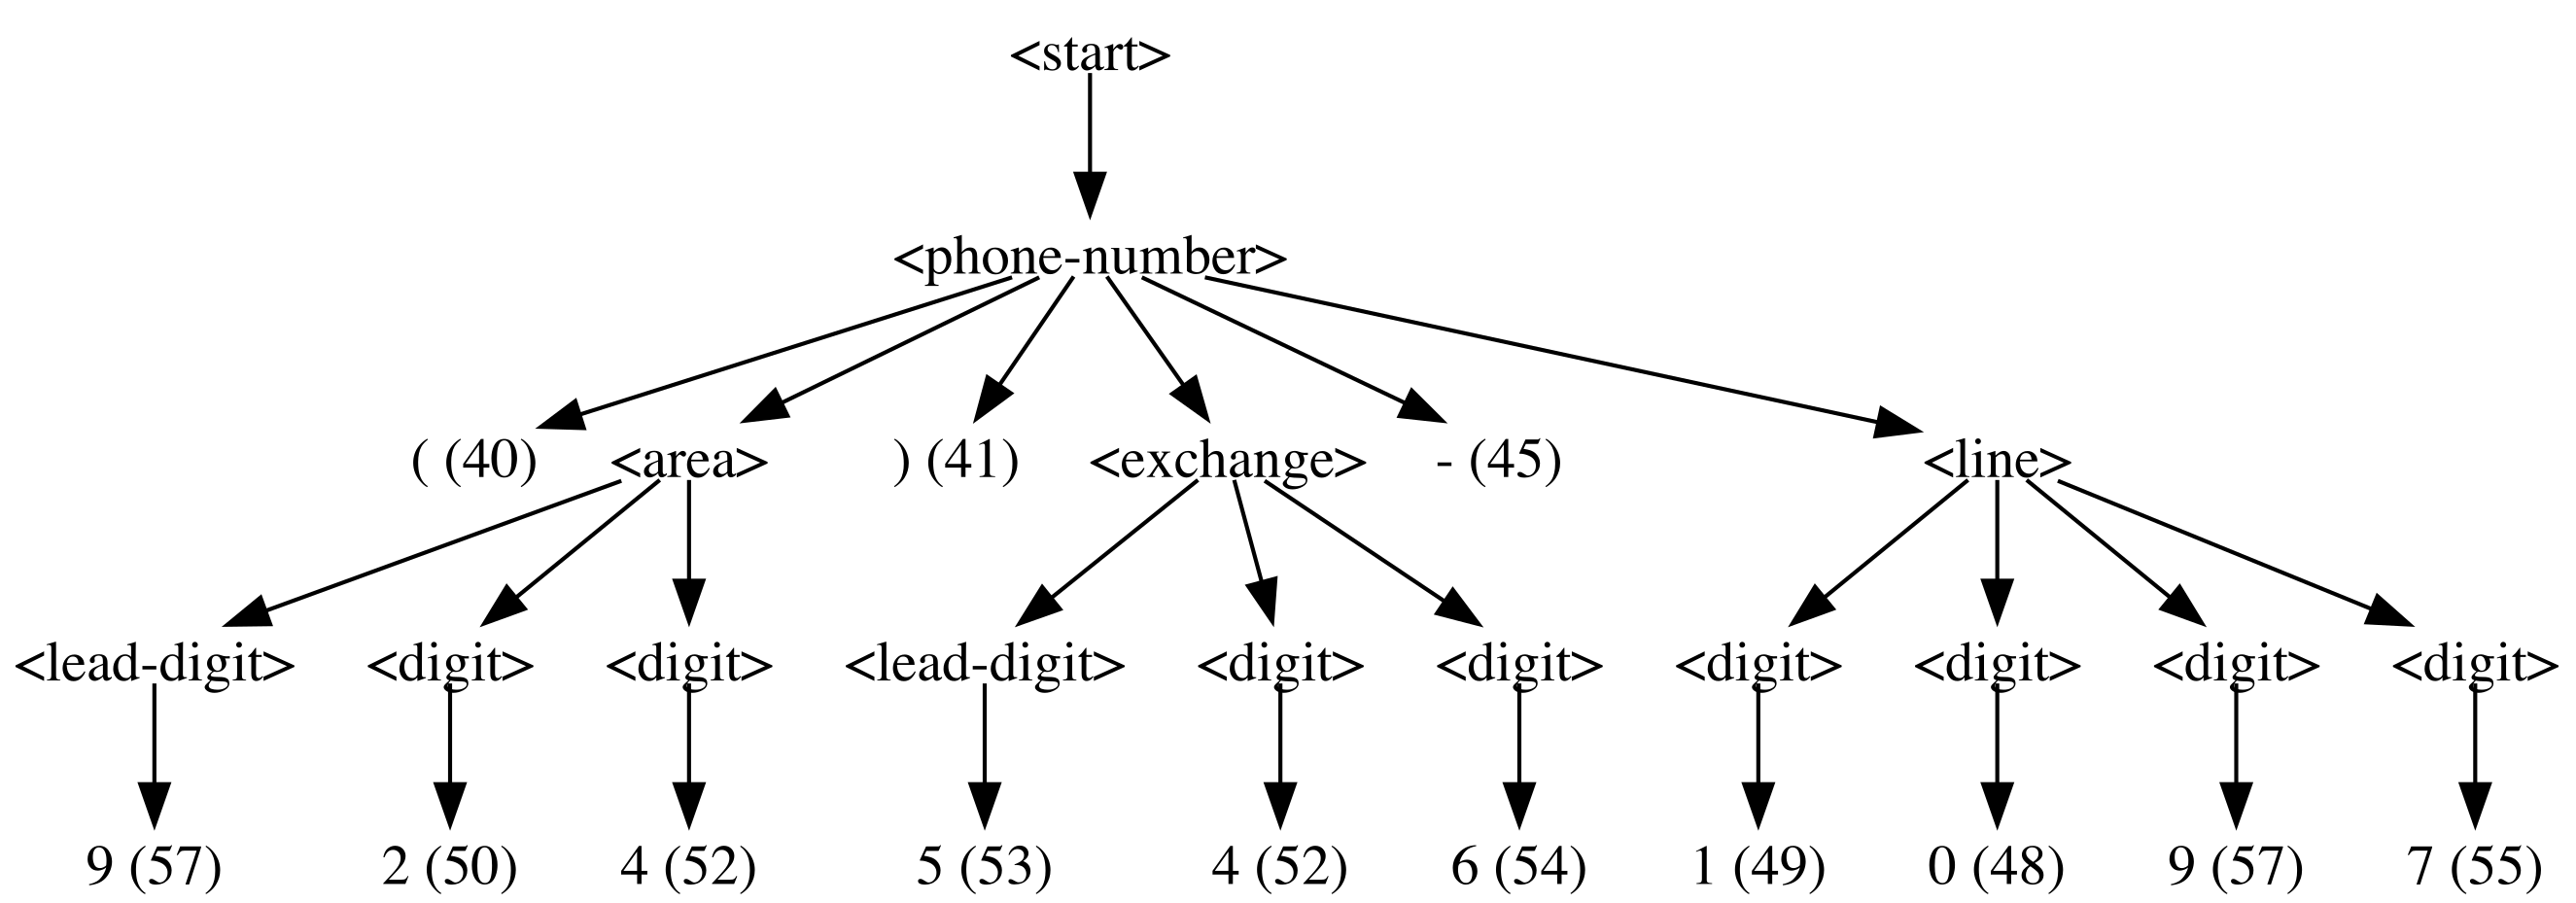 <start>
<phone-number>
( (40) <area> ) (41) <exchange> - (45) <line>
<lead-digit> <digit> <digit> <lead-digit> <digit> <digit> <digit> <digit> <digit> <digit>
9 (57) 2 (50) 4 (52) 5 (53) 4 (52) 6 (54) 1 (49) 0 (48) 9 (57) 7 (55)